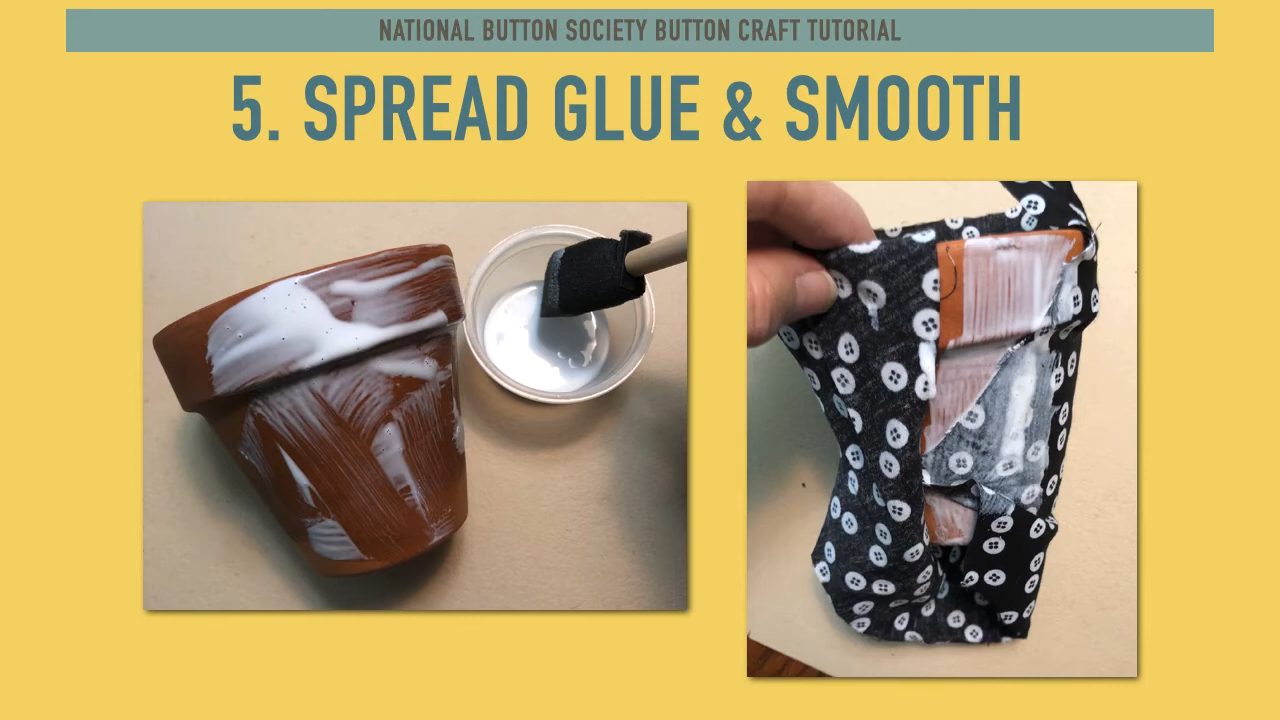 NATIONAL BUTTON SOCIETY BUTTON CRAFT TUTORIAL
5. SPREAD GLUE & SMOOTH